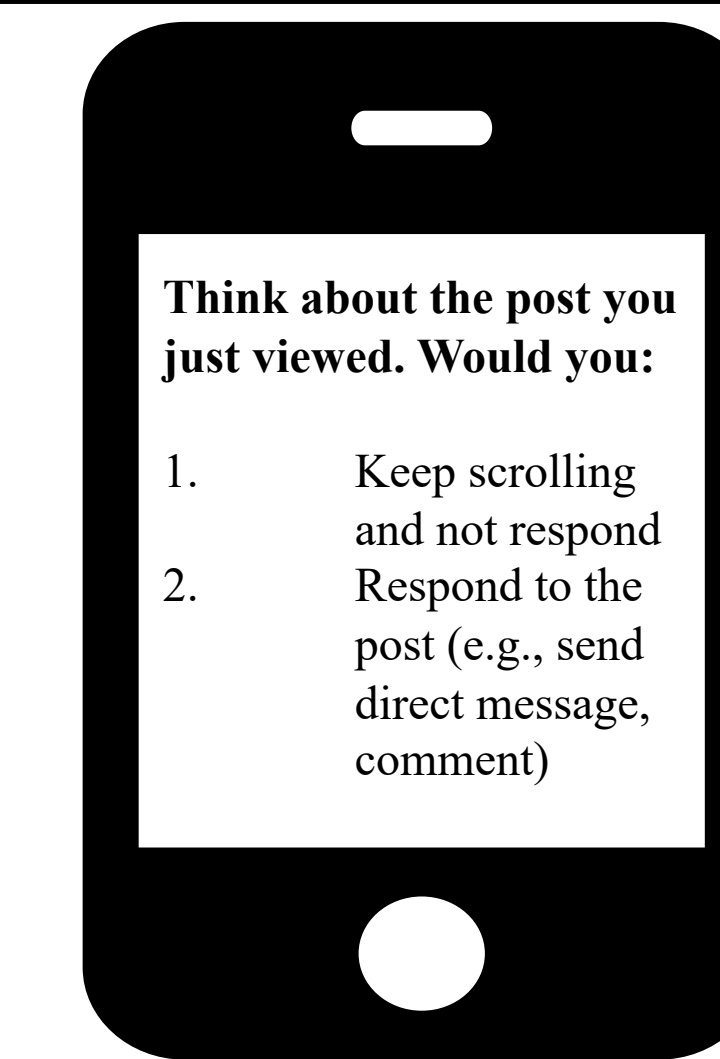 Think about the post you
just viewed. Would you:
1. Keep scrolling
and not respond
2. Respond to the
post (e.g., send
direct message,
comment)